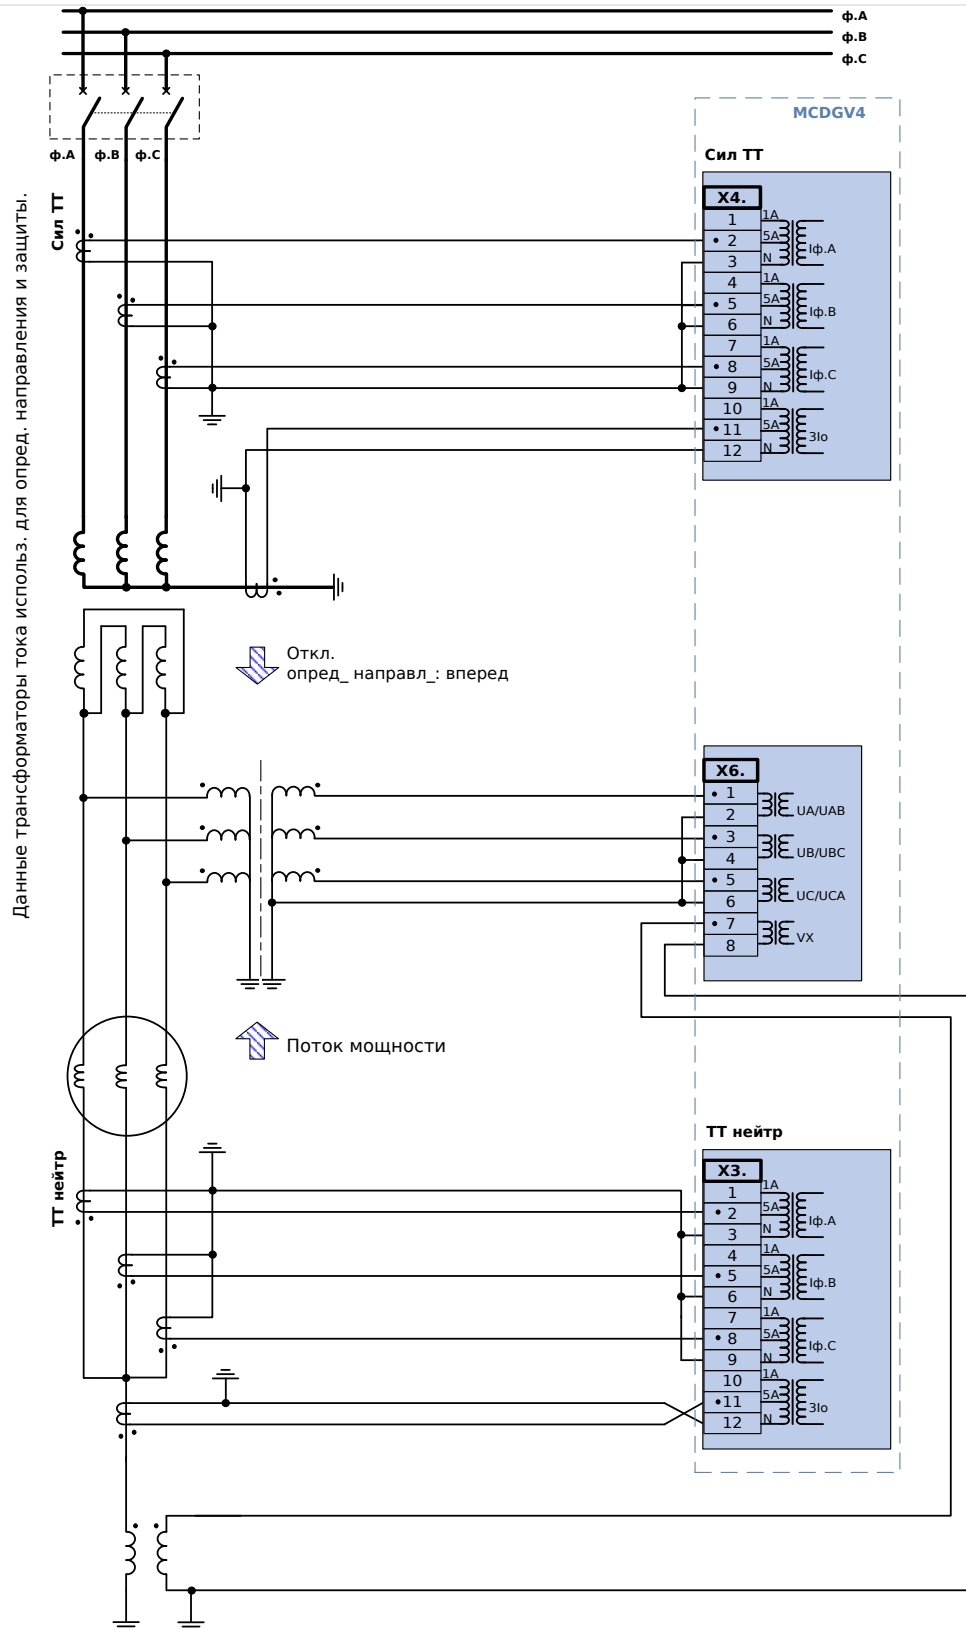 ф.A
ф.B
ф.C
MCDGV4
ф.A
ф.B
ф.C
Сил ТТ
Сил ТТ
Данные трансформаторы тока использ. для опред. направления и защиты.
X4.
1
1A
2
5A
Iф.A
3
N
4
1A
5
5A
Iф.B
6
N
7
1A
8
5A
Iф.C
9
N
10
1A
11
5A
3Io
12
N
Откл.
опред_ направл_: вперед
X6.
1
UA/UAB
2
3
UB/UBC
4
5
UC/UCA
6
7
VX
8
Поток мощности
ТТ нейтр
ТТ нейтр
X3.
1
1A
2
5A
Iф.A
3
N
4
1A
5
5A
Iф.B
6
N
7
1A
8
5A
Iф.C
9
N
10
1A
11
5A
3Io
12
N